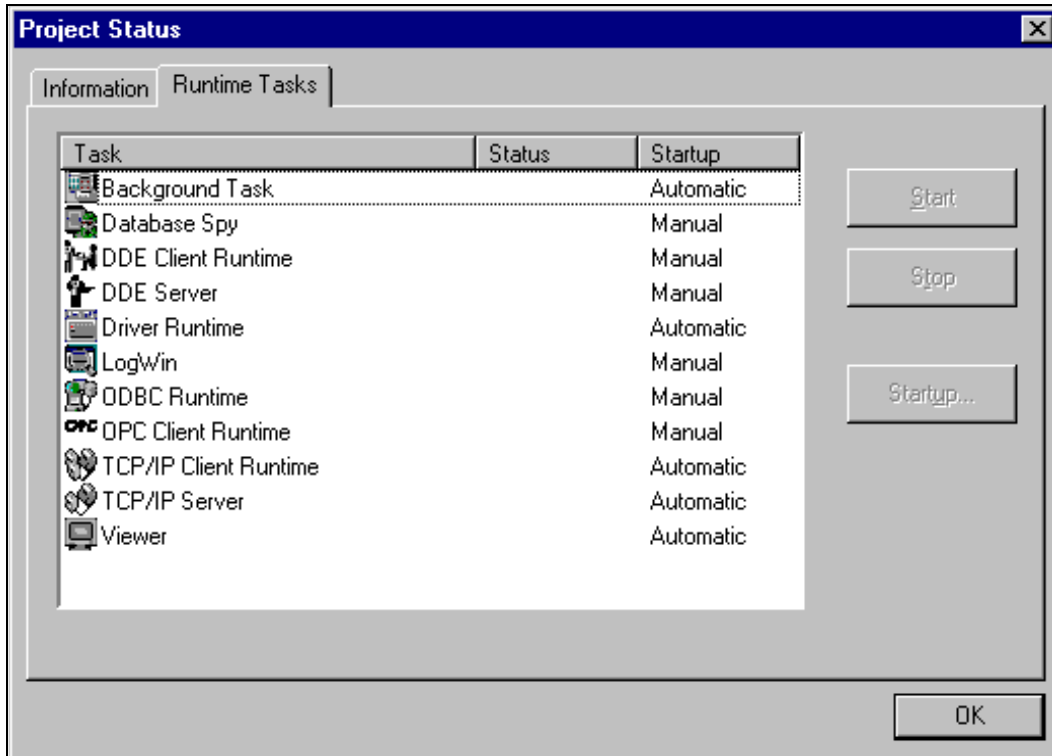 Project Status
Information Runtime Tasks
Task Status Startup
Background Task Automatic
Database Spy Manual
DDE Client Runtime Manual
DDE Server Manual
Driver Runtime Automatic
LogWin Manual
ODBC Runtime Manual
OPC OPC Client Runtime Manual
TCP/IP Client Runtime Automatic
TCP/IP Server Automatic
Viewer Automatic
Start
Stop
Startup...
OK